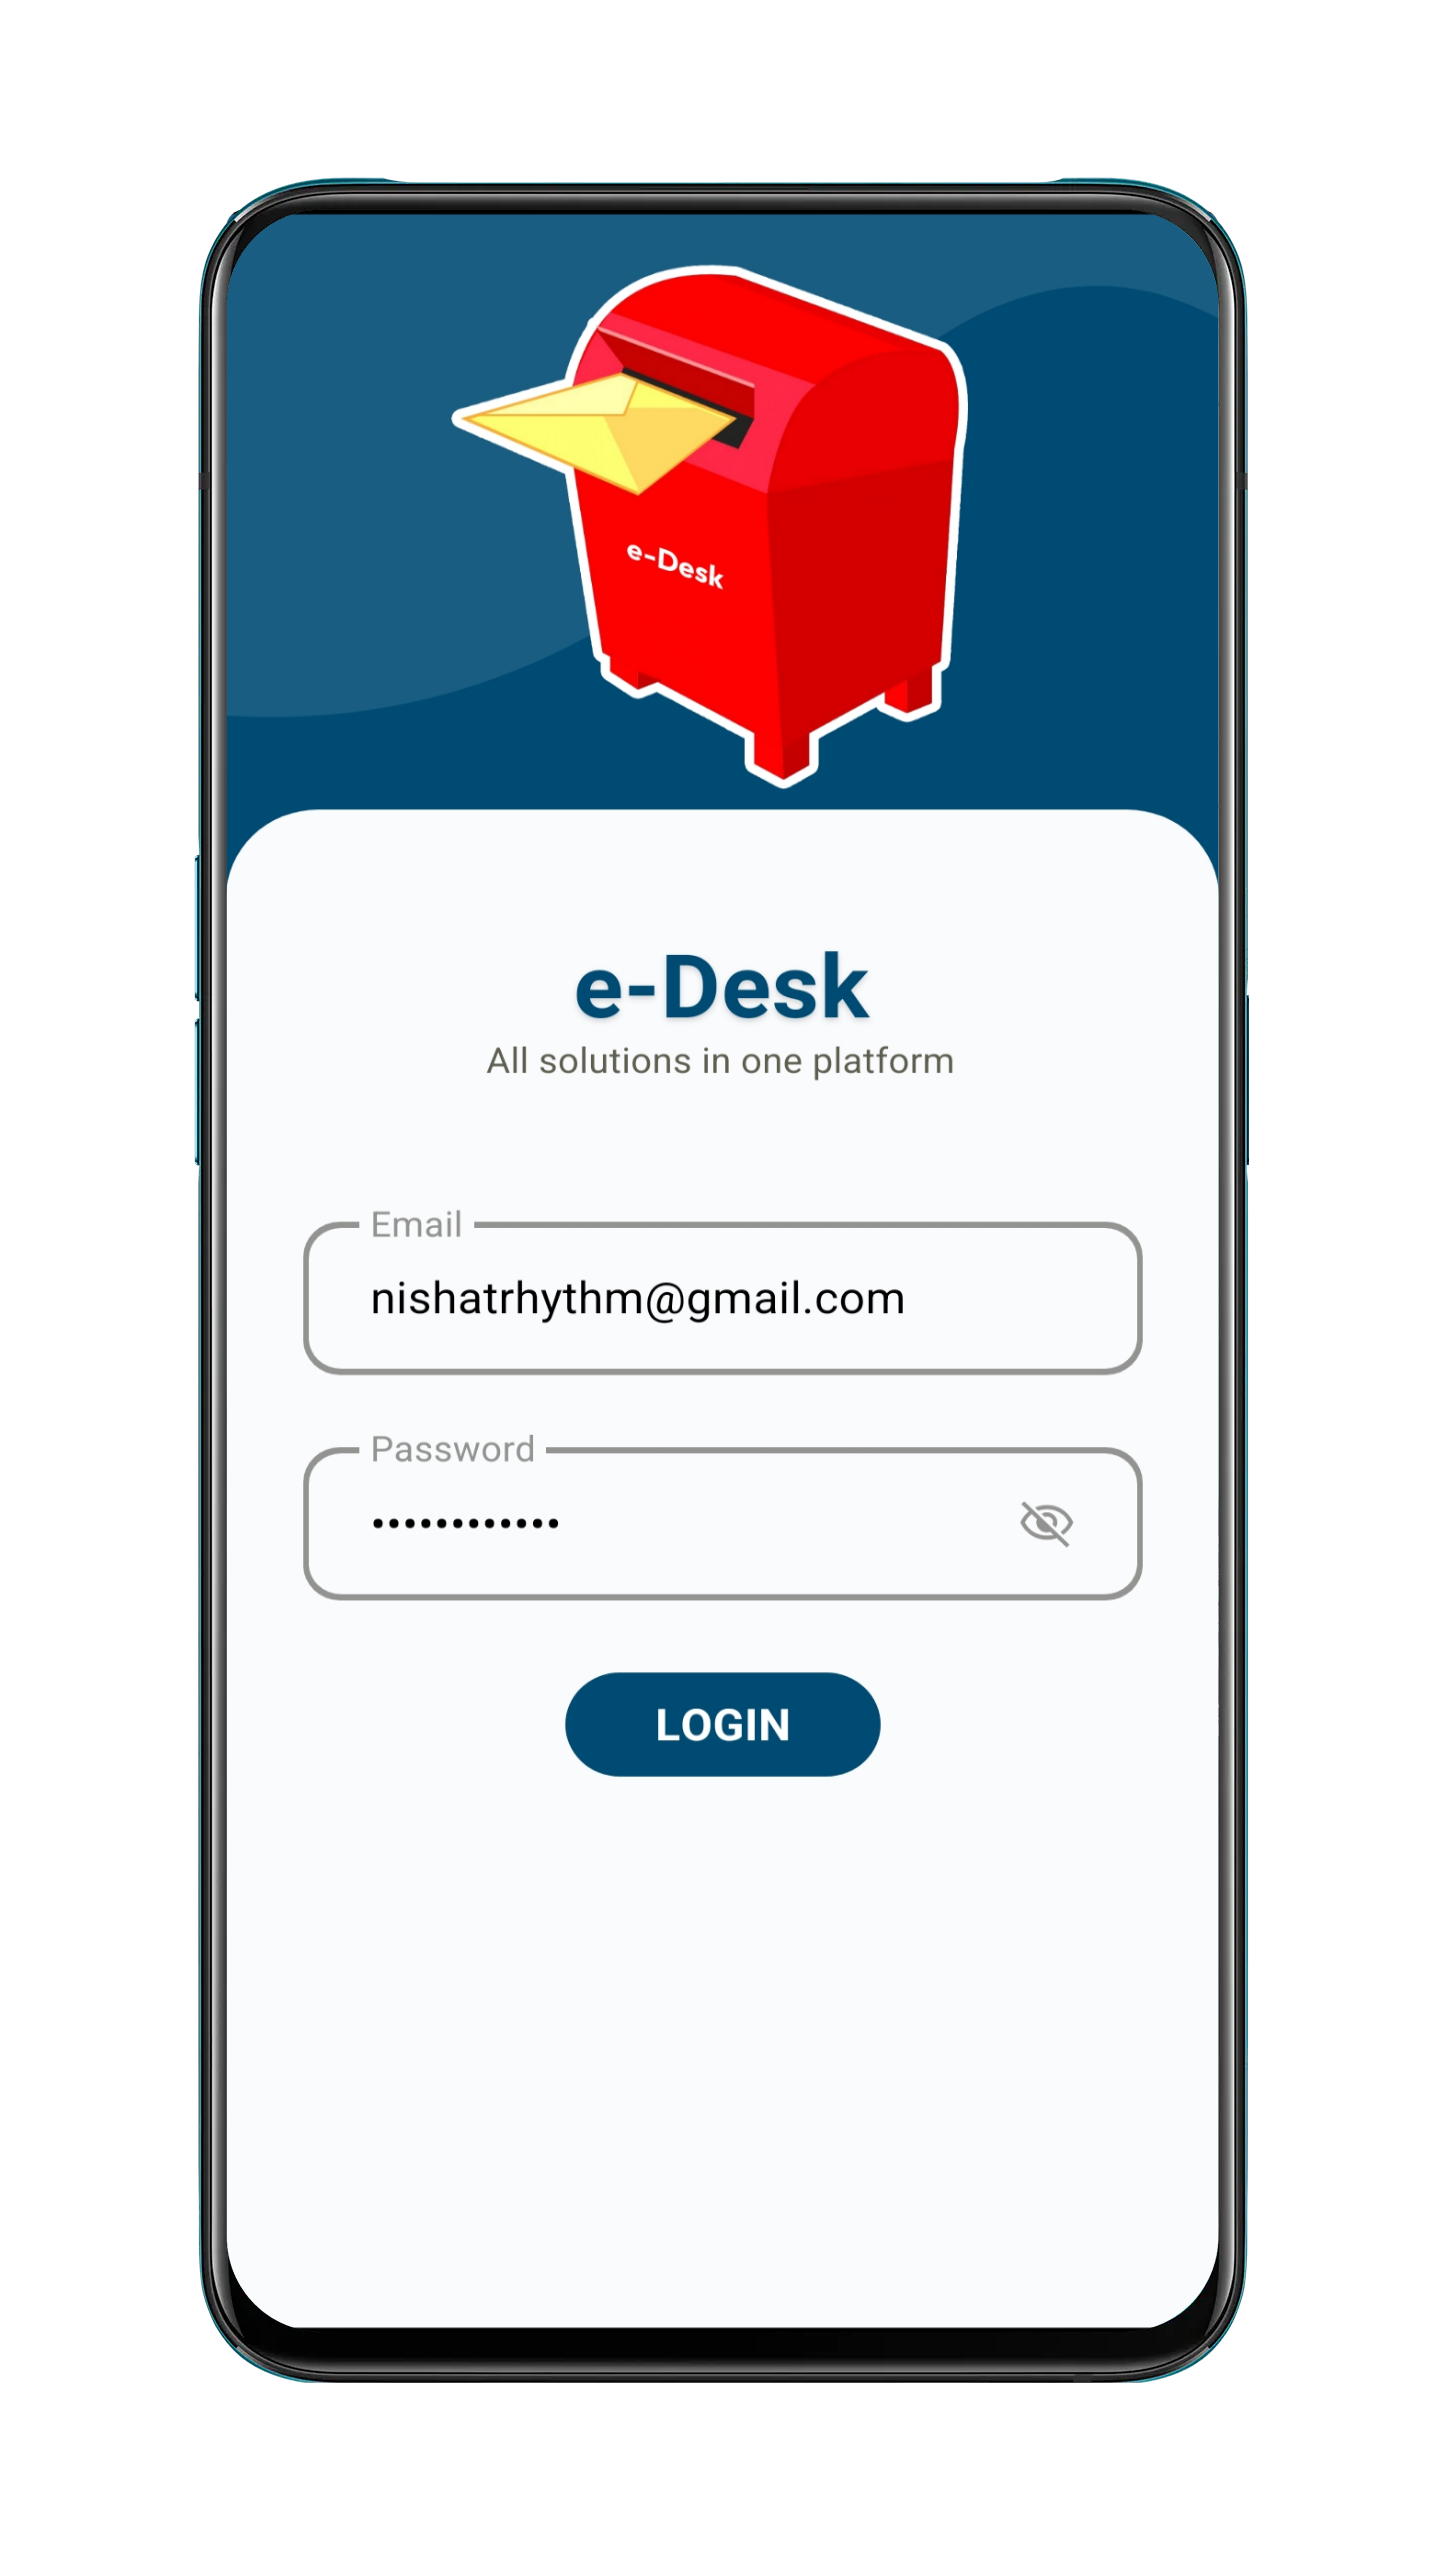 e-Desk
e-Desk
All solutions in one platform
Email
nishatrhythm@gmail.com
Password
••••••••••••
LOGIN